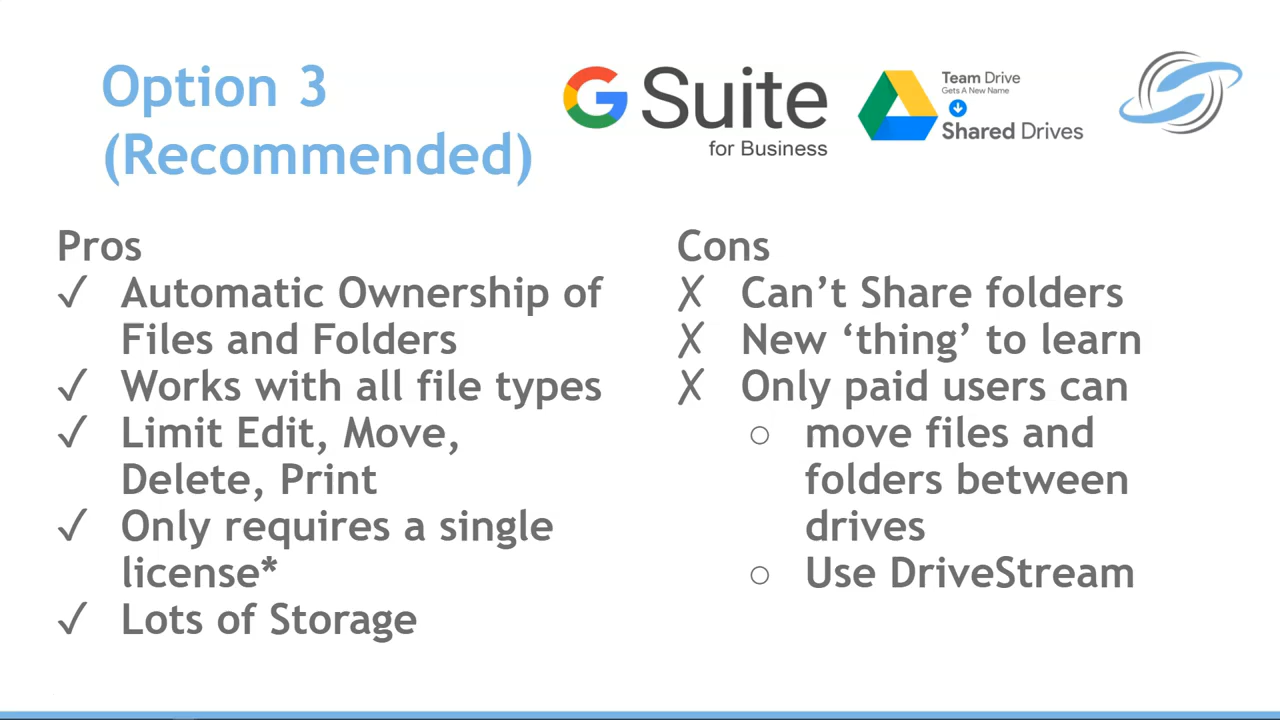 Option 3
(Recommended)
G Suite
for Business
Team Drive
Gets A New Name
Shared Drives
Pros
✓ Automatic Ownership of
Files and Folders
✓ Works with all file types
✓ Limit Edit, Move,
Delete, Print
✓ Only requires a single
license*
✓ Lots of Storage
Cons
✗ Can’t Share folders
✗ New ‘thing’ to learn
✗ Only paid users can
○ move files and
folders between
drives
○ Use DriveStream